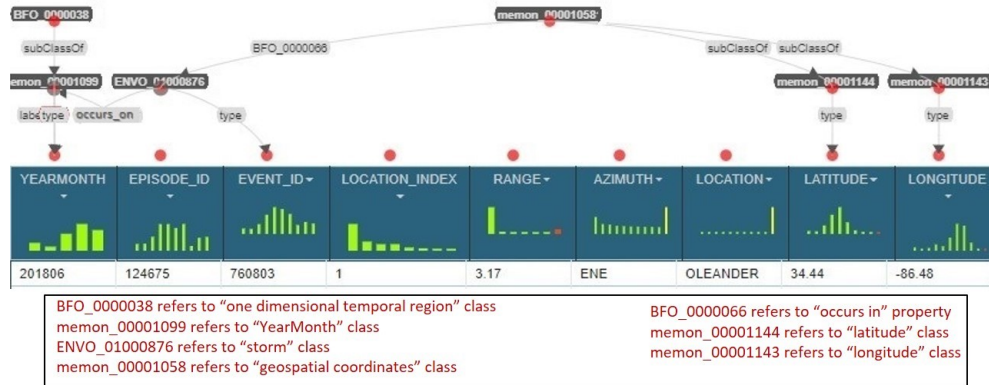 BFO_0000038
memon_00001058
subClassOf
BFO_0000066
subClassOf
subClassOf
emon_00001099
ENVO_01000876
memon_00001144
memon_00001143
type
occurs_on
type
type
type
YEARMONTH EPISODE_ID EVENT_ID LOCATION_INDEX RANGE AZIMUTH LOCATION LATITUDE LONGITUDE
201806 124675 760803 1 3.17 ENE OLEANDER 34.44 -86.48
BFO_0000038 refers to “one dimensional temporal region” class
memon_00001099 refers to “YearMonth” class
ENVO_01000876 refers to “storm” class
memon_00001058 refers to “geospatial coordinates” class
BFO_0000066 refers to “occurs in” property
memon_00001144 refers to “latitude” class
memon_00001143 refers to “longitude” class